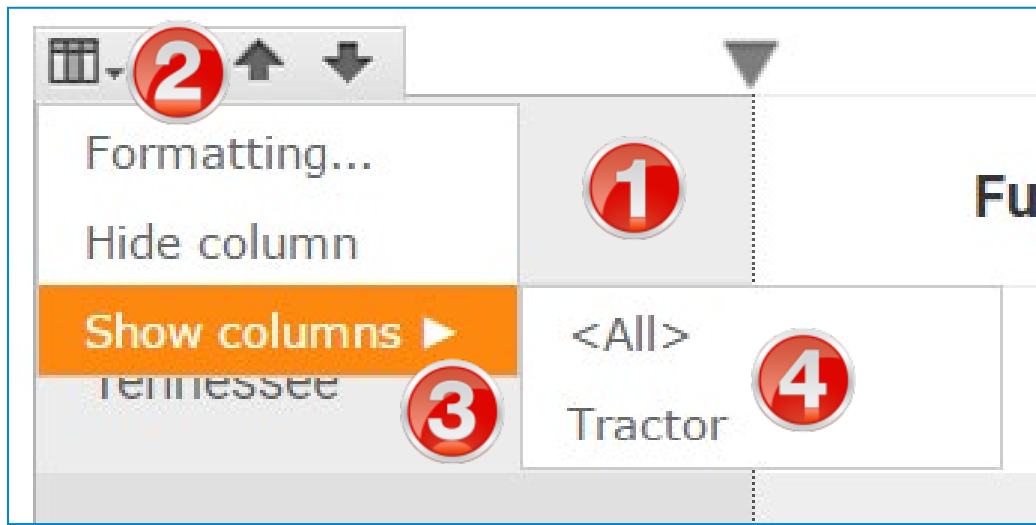 2
Formatting...
1
Fu
Hide column
Show columns
<All>
Tennessee
3
4
Tractor